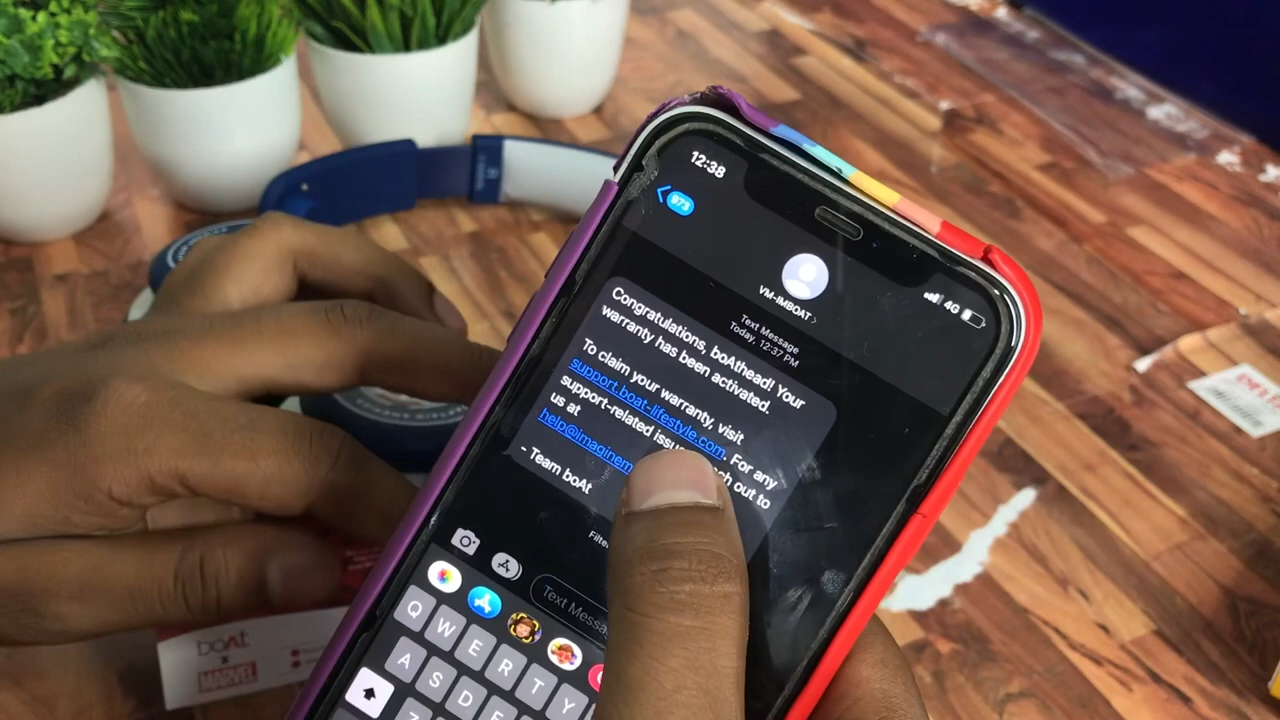 12:38
973
4G
VM-IMBOAT
Text Message
Today, 12:37 PM
Congratulations, boAthead! Your
warranty has been activated.
To claim your warranty, visit
support.boat-lifestyle.com. For any
support-related
out to
us at
- Team boAt
Q W E R T Y
A S D
boAt
x
MARVEL